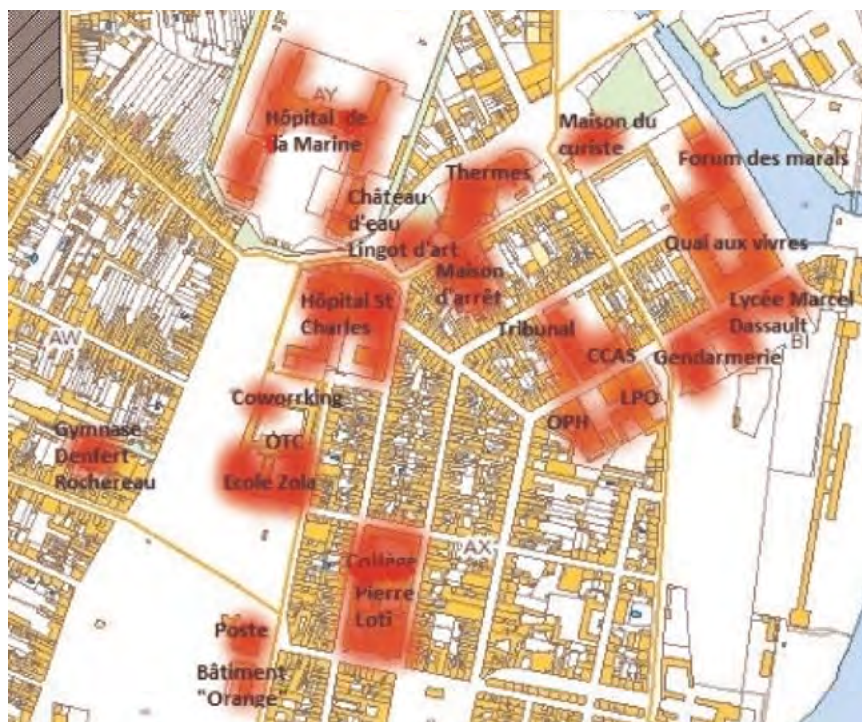 AY
Hôpital de
la Marine
Maison du
curiste
Forum des marais
Thermes
Château
d'eau
Lingot d'art
Quai aux vivres
Maison
d'arrêt
Hôpital St
Charles
Lycée Marcel
Dassault
Tribunal
AW
BI
CCAS
Gendarmerie
Coworrking
LPO
OPH
Gymnase
Denfert
Rochereau
OTC
Ecole Zola
AX
Collège
Pierre
Loti
Poste
Bâtiment
"Orange"